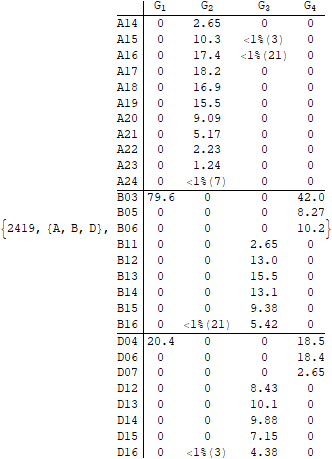 G1 G2 G3 G4
A14 0 2.65 0 0
A15 0 10.3 <1%(3) 0
A16 0 17.4 <1%(21) 0
A17 0 18.2 0 0
A18 0 16.9 0 0
A19 0 15.5 0 0
A20 0 9.09 0 0
A21 0 5.17 0 0
A22 0 2.23 0 0
A23 0 1.24 0 0
A24 0 <1%(7) 0 0
B03 79.6 0 0 42.0
B05 0 0 0 8.27
{2419, {A, B, D}, B06 0 0 0 10.2}
B11 0 0 2.65 0
B12 0 0 13.0 0
B13 0 0 15.5 0
B14 0 0 13.1 0
B15 0 0 9.38 0
B16 0 <1%(21) 5.42 0
D04 20.4 0 0 18.5
D06 0 0 0 18.4
D07 0 0 0 2.65
D12 0 0 8.43 0
D13 0 0 10.1 0
D14 0 0 9.88 0
D15 0 0 7.15 0
D16 0 <1%(3) 4.38 0